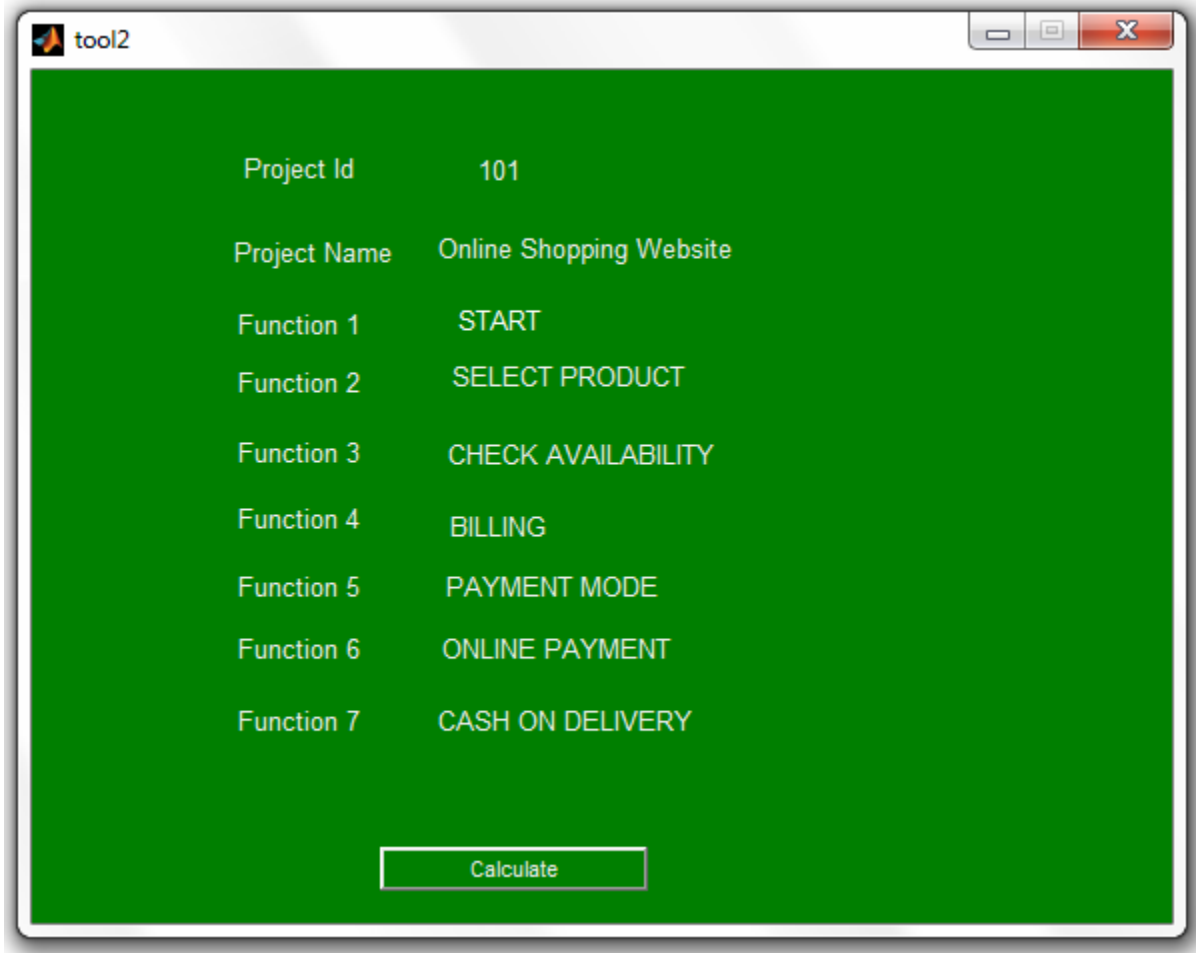 tool2
Project Id 101
Project Name Online Shopping Website
Function 1 START
Function 2 SELECT PRODUCT
Function 3 CHECK AVAILABILITY
Function 4 BILLING
Function 5 PAYMENT MODE
Function 6 ONLINE PAYMENT
Function 7 CASH ON DELIVERY
Calculate